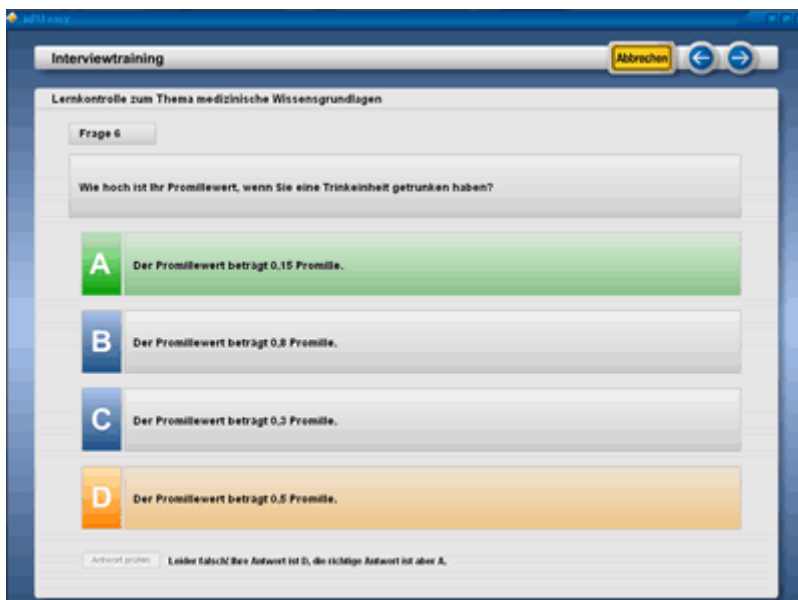 Interviewtraining
Abbrechen
Lernkontrolle zum Thema medizinische Wissensgrundlagen
Frage 6
Wie hoch ist Ihr Promillewert, wenn Sie eine Trinkeinheit getrunken haben?
A
Der Promillewert beträgt 0,15 Promille.
B
Der Promillewert beträgt 0,8 Promille.
C
Der Promillewert beträgt 0,3 Promille.
D
Der Promillewert beträgt 0,5 Promille.
Antwort prüfen Leider falsch! Ihre Antwort ist D, die richtige Antwort ist aber A.